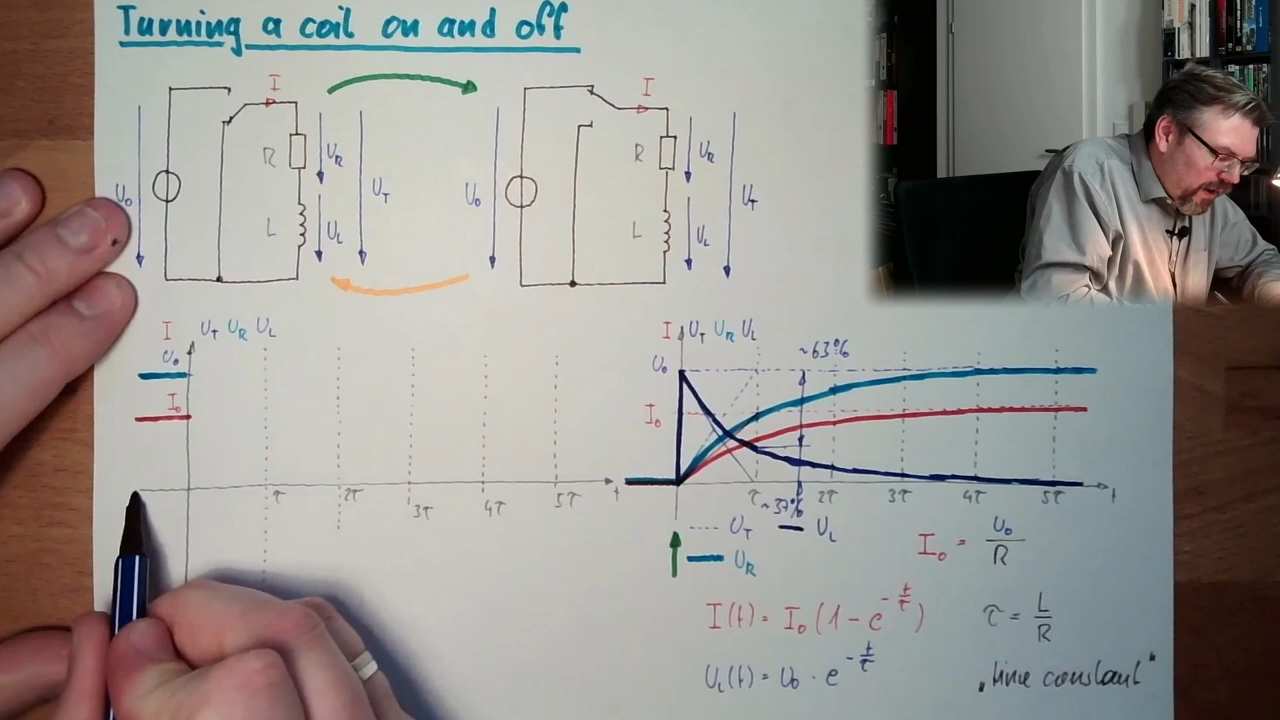 Turning a coil on and off
I
I
R
U_R
R
U_R
U_0
U_T
U_0
U_T
L
U_L
L
U_L
I U_T U_R U_L
I U_T U_R U_L
U_0
~63%
U_0
I_0
I_0
τ 2τ 3τ 4τ 5τ t
τ 2τ 3τ 4τ 5τ t
~37%
U_T U_L
U_R
I_0 = U_0/R
I(t) = I_0 (1 - e^{-t/τ})
τ = L/R
U_L(t) = U_0 · e^{-t/τ}
„time constant"